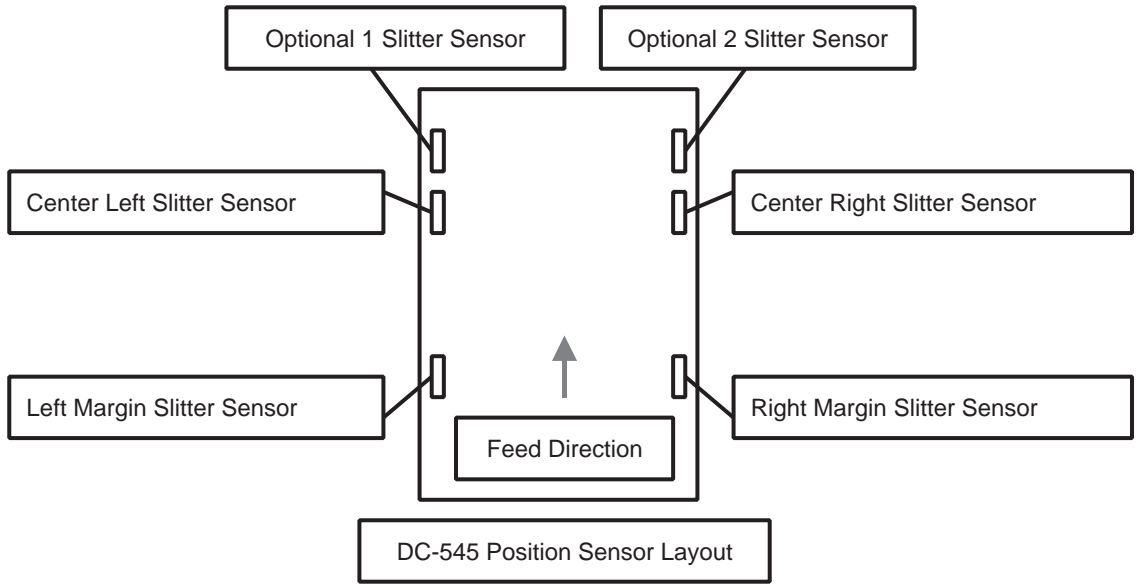 Optional 1 Slitter Sensor
Optional 2 Slitter Sensor
Center Left Slitter Sensor
Center Right Slitter Sensor
Left Margin Slitter Sensor
Right Margin Slitter Sensor
Feed Direction
DC-545 Position Sensor Layout